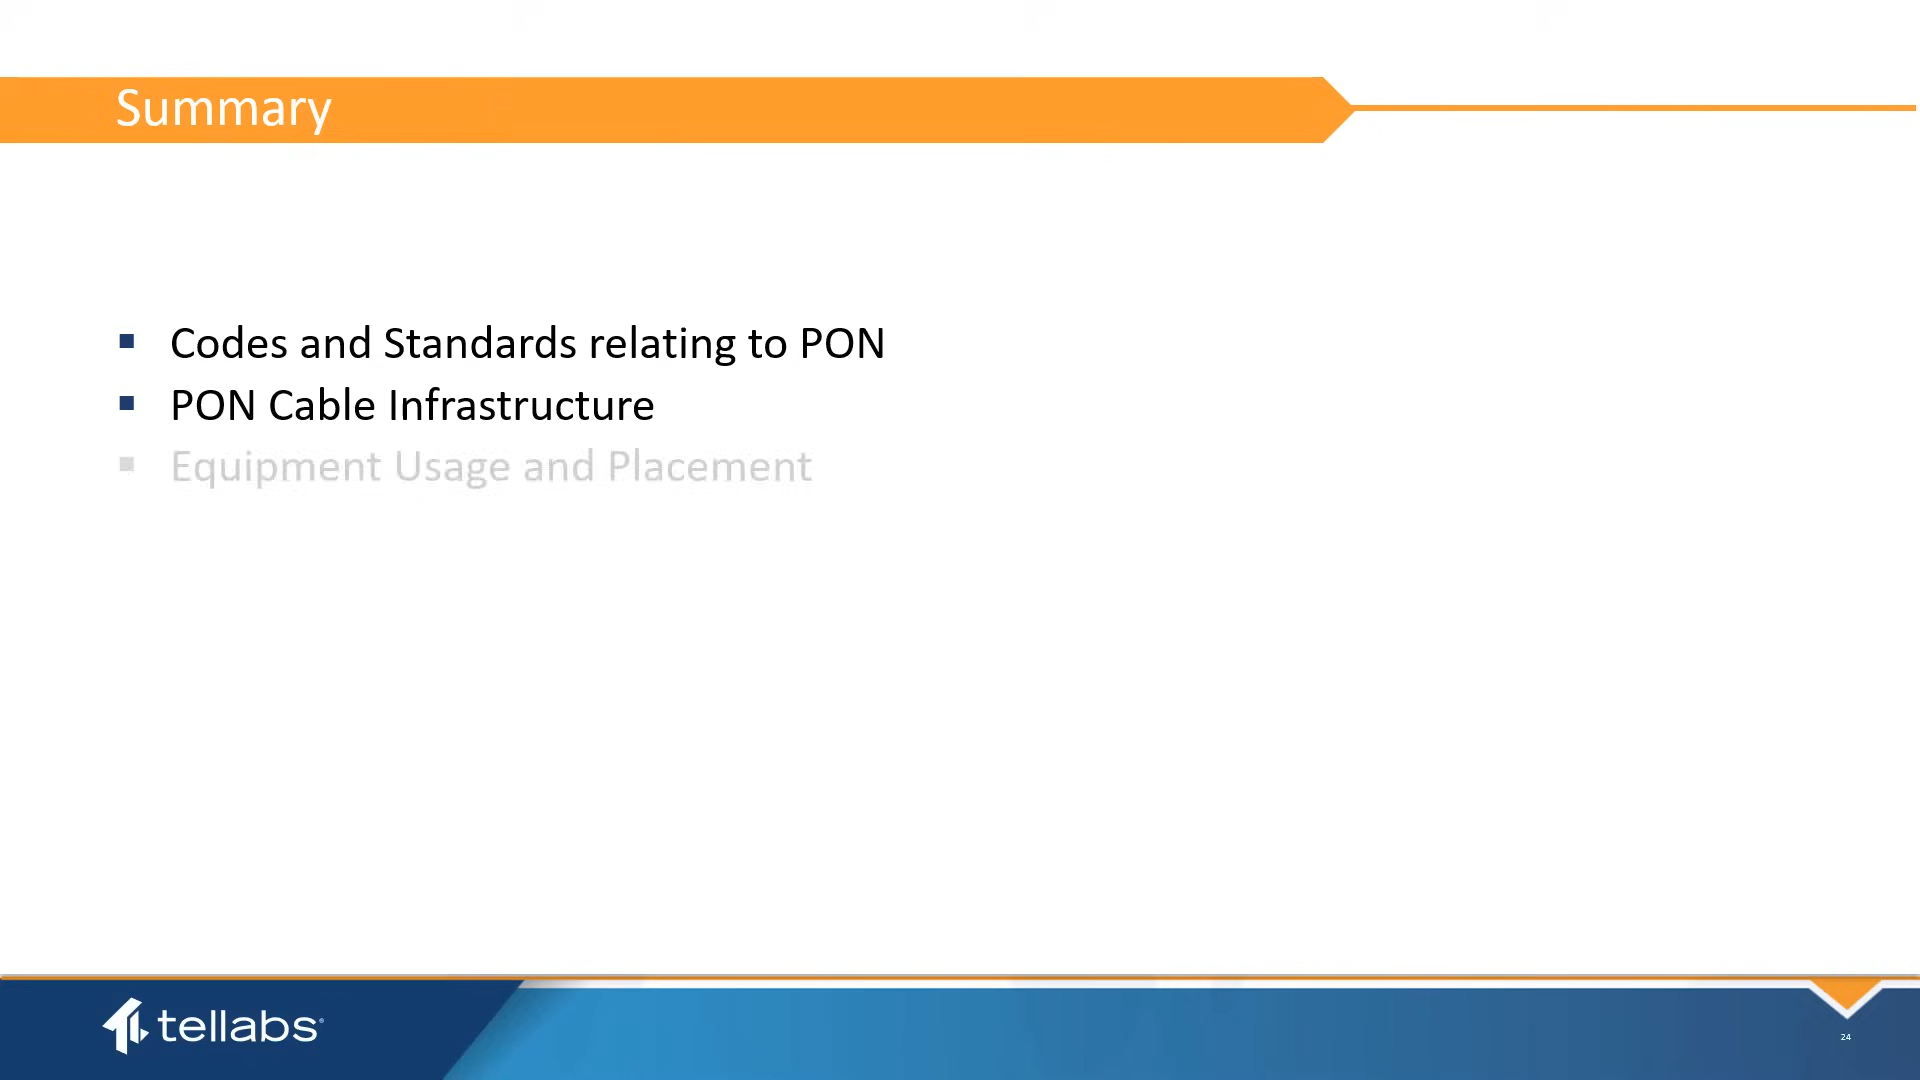 Summary
Codes and Standards relating to PON
PON Cable Infrastructure
Equipment Usage and Placement
tellabs
24